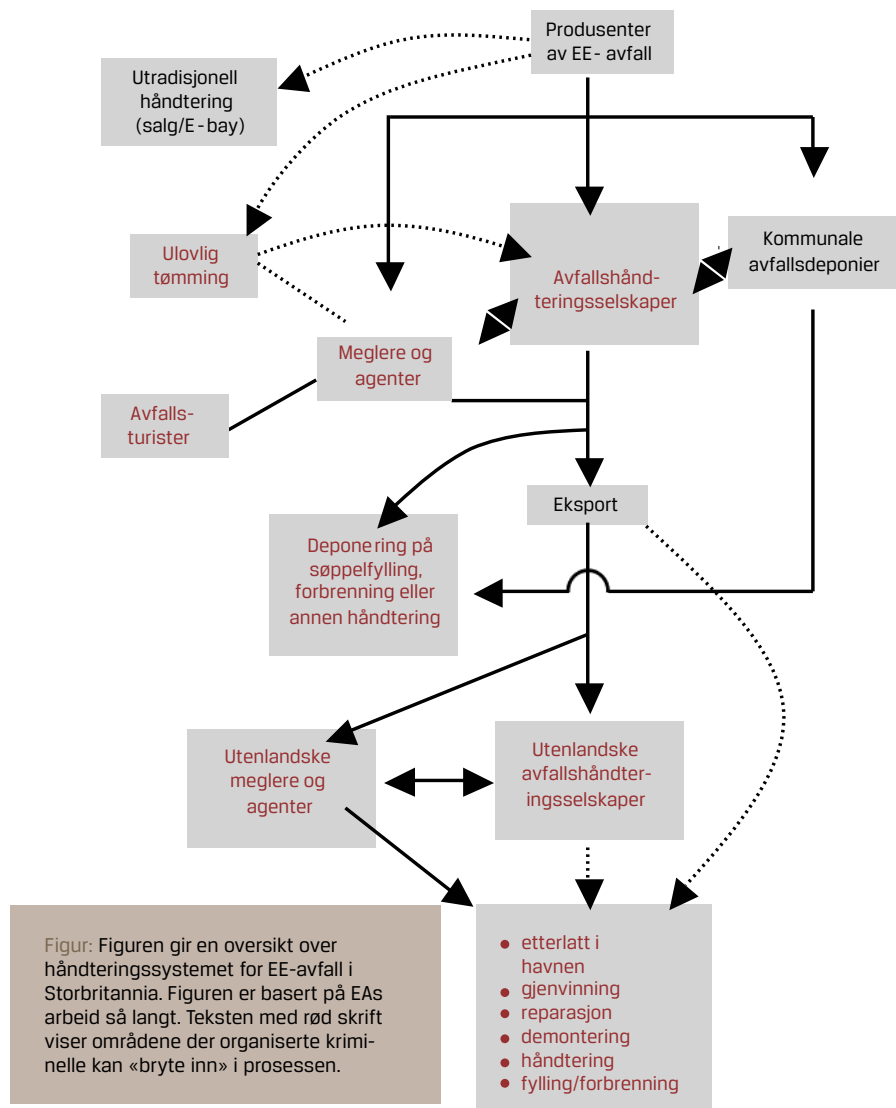 Produsenter
av EE- avfall
Utradisjonell
håndtering
(salg/E-bay)
Ulovlig
tømming
Avfallshånd-
teringsselskaper
Kommunale
avfallsdeponier
Meglere og
agenter
Avfalls-
turister
Eksport
Deponering på
søppelfylling,
forbrenning eller
annen håndtering
Utenlandske
meglere og
agenter
Utenlandske
avfallshåndter-
ingsselskaper
Figur: Figuren gir en oversikt over
håndteringssystemet for EE-avfall i
Storbritannia. Figuren er basert på EAs
arbeid så langt. Teksten med rød skrift
viser områdene der organiserte krimi-
nelle kan «bryte inn» i prosessen.
• etterlatt i
havnen
• gjenvinning
• reparasjon
• demontering
• håndtering
• fylling/forbrenning